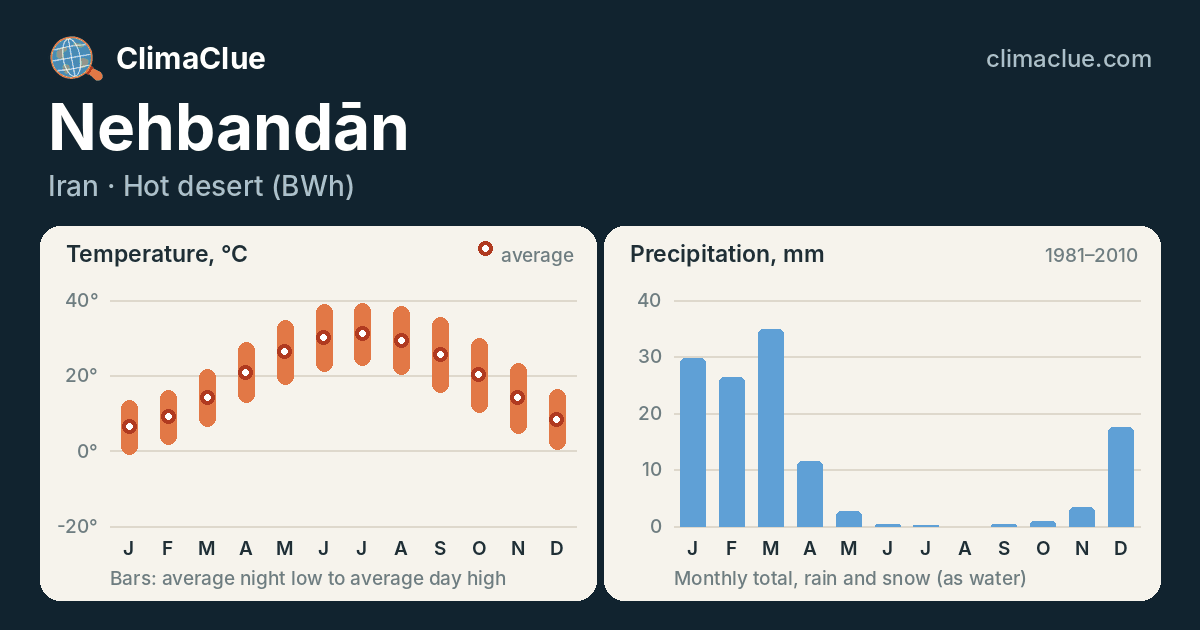 ClimaClue
climaclue.com
Nehbandān
Iran · Hot desert (BWh)
Temperature, °C
average
40°
20°
0°
-20°
J F M A M J J A S O N D
Bars: average night low to average day high
Precipitation, mm
1981–2010
40
30
20
10
0
J F M A M J J A S O N D
Monthly total, rain and snow (as water)